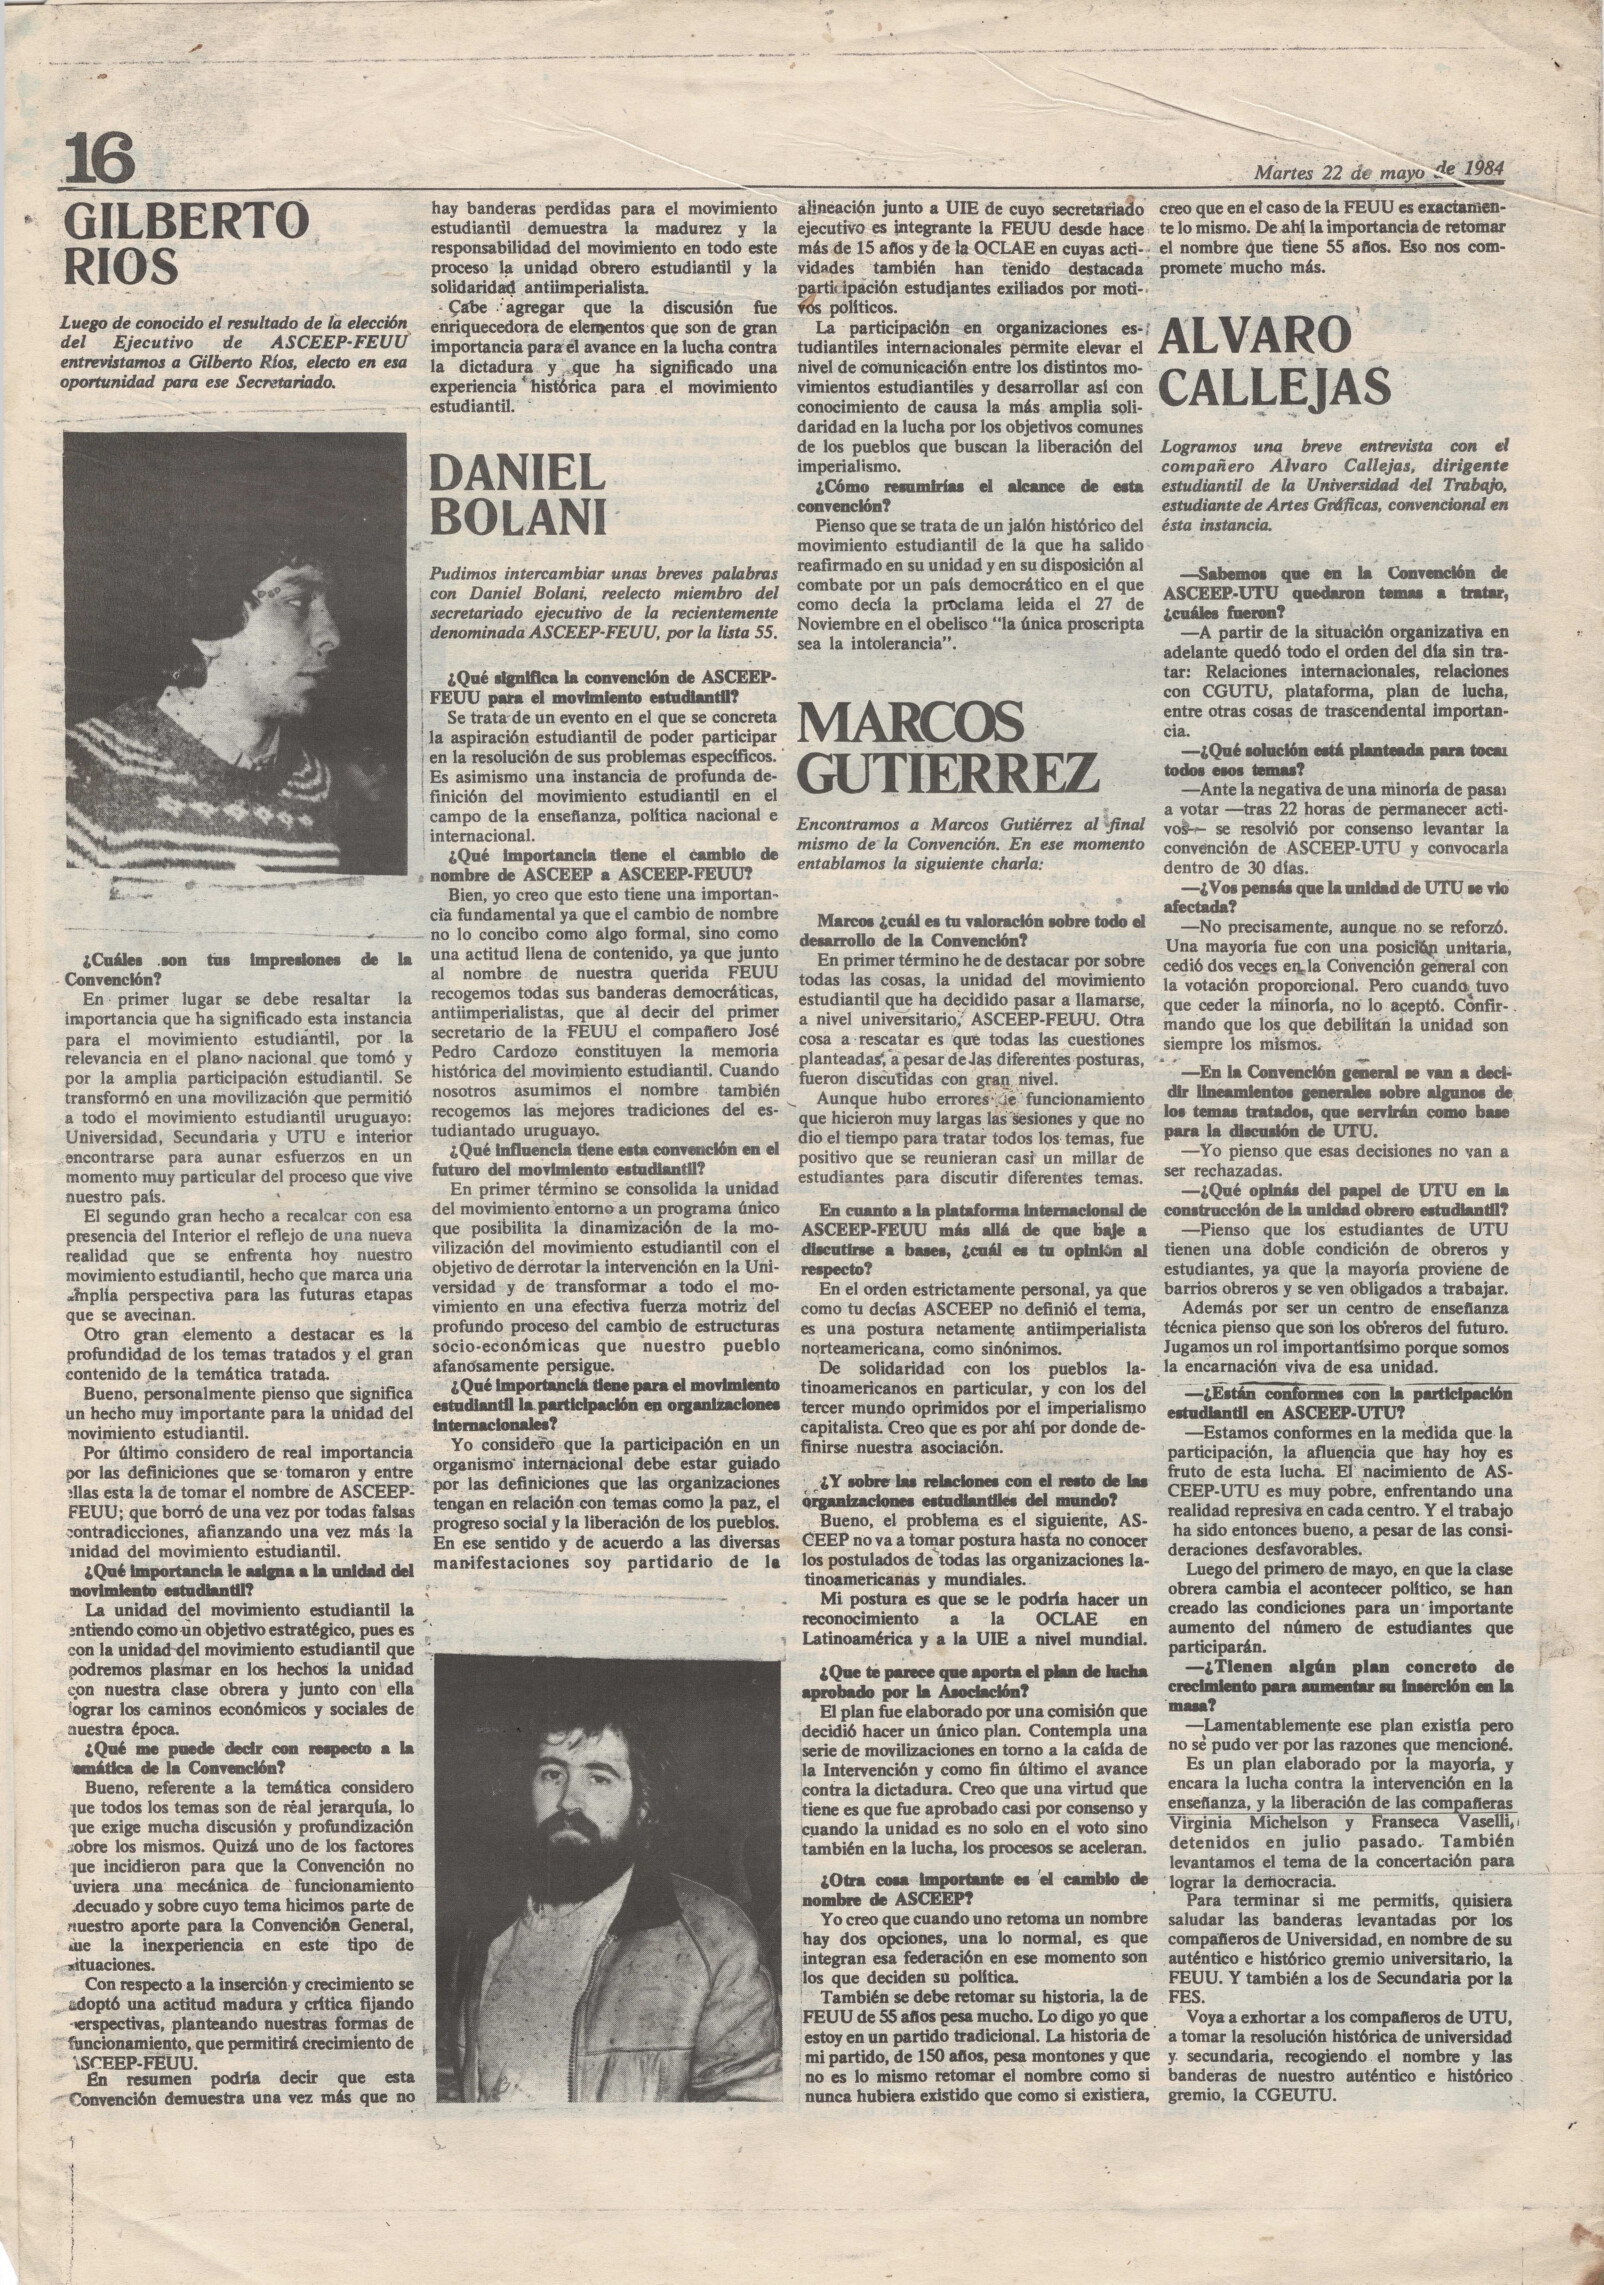 16
Martes 22 de mayo de 1984
GILBERTO
RIOS
Luego de conocido el resultado de la elección
del Ejecutivo de ASCEEP-FEUU
entrevistamos a Gilberto Ríos, electo en esa
oportunidad para ese Secretariado.
¿Cuáles son tus impresiones de la
Convención?
En primer lugar se debe resaltar la
importancia que ha significado esta instancia
para el movimiento estudiantil, por la
relevancia en el plano nacional que tomó y
por la amplia participación estudiantil. Se
transformó en una movilización que permitió
a todo el movimiento estudiantil uruguayo:
Universidad, Secundaria y UTU e interior
encontrarse para aunar esfuerzos en un
momento muy particular del proceso que vive
nuestro país.
El segundo gran hecho a recalcar con esa
presencia del Interior el reflejo de una nueva
realidad que se enfrenta hoy nuestro
movimiento estudiantil, hecho que marca una
amplia perspectiva para las futuras etapas
que se avecinan.
Otro gran elemento a destacar es la
profundidad de los temas tratados y el gran
contenido de la temática tratada.
Bueno, personalmente pienso que significa
un hecho muy importante para la unidad del
movimiento estudiantil.
Por último considero de real importancia
por las definiciones que se tomaron y entre
ellas esta la de tomar el nombre de ASCEEP-
FEUU; que borró de una vez por todas falsas
contradicciones, afianzando una vez más la
unidad del movimiento estudiantil.
¿Qué importancia le asigna a la unidad del
movimiento estudiantil?
La unidad del movimiento estudiantil la
entiendo como un objetivo estratégico, pues es
con la unidad del movimiento estudiantil que
podremos plasmar en los hechos la unidad
con nuestra clase obrera y junto con ella
lograr los caminos económicos y sociales de
nuestra época.
¿Qué me puede decir con respecto a la
temática de la Convención?
Bueno, referente a la temática considero
que todos los temas son de real jerarquía, lo
que exige mucha discusión y profundización
sobre los mismos. Quizá uno de los factores
que incidieron para que la Convención no
tuviera una mecánica de funcionamiento
adecuado y sobre cuyo tema hicimos parte de
nuestro aporte para la Convención General,
fue la inexperiencia en este tipo de
situaciones.
Con respecto a la inserción y crecimiento se
adoptó una actitud madura y crítica fijando
perspectivas, planteando nuestras formas de
funcionamiento, que permitirá crecimiento de
ASCEEP-FEUU.
En resumen podría decir que esta
Convención demuestra una vez más que no
hay banderas perdidas para el movimiento
estudiantil demuestra la madurez y la
responsabilidad del movimiento en todo este
proceso la unidad obrero estudiantil y la
solidaridad antiimperialista.
Cabe agregar que la discusión fue
enriquecedora de elementos que son de gran
importancia para el avance en la lucha contra
la dictadura y que ha significado una
experiencia histórica para el movimiento
estudiantil.
DANIEL
BOLANI
Pudimos intercambiar unas breves palabras
con Daniel Bolani, reelecto miembro del
secretariado ejecutivo de la recientemente
denominada ASCEEP-FEUU, por la lista 55.
¿Qué significa la convención de ASCEEP-
FEUU para el movimiento estudiantil?
Se trata de un evento en el que se concreta
la aspiración estudiantil de poder participar
en la resolución de sus problemas específicos.
Es asimismo una instancia de profunda de-
finición del movimiento estudiantil en el
campo de la enseñanza, política nacional e
internacional.
¿Qué importancia tiene el cambio de
nombre de ASCEEP a ASCEEP-FEUU?
Bien, yo creo que esto tiene una importan-
cia fundamental ya que el cambio de nombre
no lo concibo como algo formal, sino como
una actitud llena de contenido, ya que junto
al nombre de nuestra querida FEUU
recogemos todas sus banderas democráticas,
antiimperialistas, que al decir del primer
secretario de la FEUU el compañero José
Pedro Cardozo constituyen la memoria
histórica del movimiento estudiantil. Cuando
nosotros asumimos el nombre también
recogemos las mejores tradiciones del es-
tudiantado uruguayo.
¿Qué influencia tiene esta convención en el
futuro del movimiento estudiantil?
En primer término se consolida la unidad
del movimiento entorno a un programa único
que posibilita la dinamización de la mo-
vilización del movimiento estudiantil con el
objetivo de derrotar la intervención en la Uni-
versidad y de transformar a todo el mo-
vimiento en una efectiva fuerza motriz del
profundo proceso del cambio de estructuras
socio-económicas que nuestro pueblo
afanosamente persigue.
¿Qué importancia tiene para el movimiento
estudiantil la participación en organizaciones
internacionales?
Yo considero que la participación en un
organismo internacional debe estar guiado
por las definiciones que las organizaciones
tengan en relación con temas como la paz, el
progreso social y la liberación de los pueblos.
En ese sentido y de acuerdo a las diversas
manifestaciones soy partidario de la
alineación junto a UIE de cuyo secretariado
ejecutivo es integrante la FEUU desde hace
más de 15 años y de la OCLAE en cuyas acti-
vidades también han tenido destacada
participación estudiantes exiliados por moti-
vos políticos.
La participación en organizaciones es-
tudiantiles internacionales permite elevar el
nivel de comunicación entre los distintos mo-
vimientos estudiantiles y desarrollar así con
conocimiento de causa la más amplia soli-
daridad en la lucha por los objetivos comunes
de los pueblos que buscan la liberación del
imperialismo.
¿Cómo resumirías el alcance de esta
convención?
Pienso que se trata de un jalón histórico del
movimiento estudiantil de la que ha salido
reafirmado en su unidad y en su disposición al
combate por un país democrático en el que
como decía la proclama leida el 27 de
Noviembre en el obelisco "la única proscripta
sea la intolerancia".
MARCOS
GUTIERREZ
Encontramos a Marcos Gutiérrez al final
mismo de la Convención. En ese momento
entablamos la siguiente charla:
Marcos ¿cuál es tu valoración sobre todo el
desarrollo de la Convención?
En primer término he de destacar por sobre
todas las cosas, la unidad del movimiento
estudiantil que ha decidido pasar a llamarse,
a nivel universitario, ASCEEP-FEUU. Otra
cosa a rescatar es que todas las cuestiones
planteadas, a pesar de las diferentes posturas,
fueron discutidas con gran nivel.
Aunque hubo errores de funcionamiento
que hicieron muy largas las sesiones y que no
dio el tiempo para tratar todos los temas, fue
positivo que se reunieran casi un millar de
estudiantes para discutir diferentes temas.
En cuanto a la plataforma internacional de
ASCEEP-FEUU más allá de que baje a
discutirse a bases, ¿cuál es tu opinión al
respecto?
En el orden estrictamente personal, ya que
como tu decías ASCEEP no definió el tema,
es una postura netamente antiimperialista
norteamericana, como sinónimos.
De solidaridad con los pueblos la-
tinoamericanos en particular, y con los del
tercer mundo oprimidos por el imperialismo
capitalista. Creo que es por ahí por donde de-
finirse nuestra asociación.
¿Y sobre las relaciones con el resto de las
organizaciones estudiantiles del mundo?
Bueno, el problema es el siguiente, AS-
CEEP no va a tomar postura hasta no conocer
los postulados de todas las organizaciones la-
tinoamericanas y mundiales.
Mi postura es que se le podría hacer un
reconocimiento a la OCLAE en
Latinoamérica y a la UIE a nivel mundial.
¿Que te parece que aporta el plan de lucha
aprobado por la Asociación?
El plan fue elaborado por una comisión que
decidió hacer un único plan. Contempla una
serie de movilizaciones en torno a la caída de
la Intervención y como fin último el avance
contra la dictadura. Creo que una virtud que
tiene es que fue aprobado casi por consenso y
cuando la unidad es no solo en el voto sino
también en la lucha, los procesos se aceleran.
¿Otra cosa importante es el cambio de
nombre de ASCEEP?
Yo creo que cuando uno retoma un nombre
hay dos opciones, una lo normal, es que
integran esa federación en ese momento son
los que deciden su política.
También se debe retomar su historia, la de
FEUU de 55 años pesa mucho. Lo digo yo que
estoy en un partido tradicional. La historia de
mi partido, de 150 años, pesa montones y que
no es lo mismo retomar el nombre como si
nunca hubiera existido que como si existiera,
creo que en el caso de la FEUU es exactamen-
te lo mismo. De ahí la importancia de retomar
el nombre que tiene 55 años. Eso nos com-
promete mucho más.
ALVARO
CALLEJAS
Logramos una breve entrevista con el
compañero Alvaro Callejas, dirigente
estudiantil de la Universidad del Trabajo,
estudiante de Artes Gráficas, convencional en
ésta instancia.
—Sabemos que en la Convención de
ASCEEP-UTU quedaron temas a tratar,
¿cuáles fueron?
—A partir de la situación organizativa en
adelante quedó todo el orden del día sin tra-
tar: Relaciones internacionales, relaciones
con CGUTU, plataforma, plan de lucha,
entre otras cosas de trascendental importan-
cia.
—¿Qué solución está planteada para tocar
todos esos temas?
—Ante la negativa de una minoría de pasar
a votar —tras 22 horas de permanecer acti-
vos— se resolvió por consenso levantar la
convención de ASCEEP-UTU y convocarla
dentro de 30 días.
—¿Vos pensás que la unidad de UTU se vio
afectada?
—No precisamente, aunque no se reforzó.
Una mayoría fue con una posición unitaria,
cedió dos veces en la Convención general con
la votación proporcional. Pero cuando tuvo
que ceder la minoría, no lo aceptó. Confir-
mando que los que debilitan la unidad son
siempre los mismos.
—En la Convención general se van a deci-
dir lineamientos generales sobre algunos de
los temas tratados, que servirán como base
para la discusión de UTU.
—Yo pienso que esas decisiones no van a
ser rechazadas.
—¿Qué opinás del papel de UTU en la
construcción de la unidad obrero estudiantil?
—Pienso que los estudiantes de UTU
tienen una doble condición de obreros y
estudiantes, ya que la mayoría proviene de
barrios obreros y se ven obligados a trabajar.
Además por ser un centro de enseñanza
técnica pienso que son los obreros del futuro.
Jugamos un rol importantísimo porque somos
la encarnación viva de esa unidad.
—¿Están conformes con la participación
estudiantil en ASCEEP-UTU?
—Estamos conformes en la medida que la
participación, la afluencia que hay hoy es
fruto de esta lucha. El nacimiento de AS-
CEEP-UTU es muy pobre, enfrentando una
realidad represiva en cada centro. Y el trabajo
ha sido entonces bueno, a pesar de las consi-
deraciones desfavorables.
Luego del primero de mayo, en que la clase
obrera cambia el acontecer político, se han
creado las condiciones para un importante
aumento del número de estudiantes que
participarán.
—¿Tienen algún plan concreto de
crecimiento para aumentar su inserción en la
masa?
—Lamentablemente ese plan existía pero
no se pudo ver por las razones que mencioné.
Es un plan elaborado por la mayoría, y
encara la lucha contra la intervención en la
enseñanza, y la liberación de las compañeras
Virginia Michelson y Franseca Vaselli,
detenidos en julio pasado. También
levantamos el tema de la concertación para
lograr la democracia.
Para terminar si me permitís, quisiera
saludar las banderas levantadas por los
compañeros de Universidad, en nombre de su
auténtico e histórico gremio universitario, la
FEUU. Y también a los de Secundaria por la
FES.
Voya a exhortar a los compañeros de UTU,
a tomar la resolución histórica de universidad
y secundaria, recogiendo el nombre y las
banderas de nuestro auténtico e histórico
gremio, la CGEUTU.